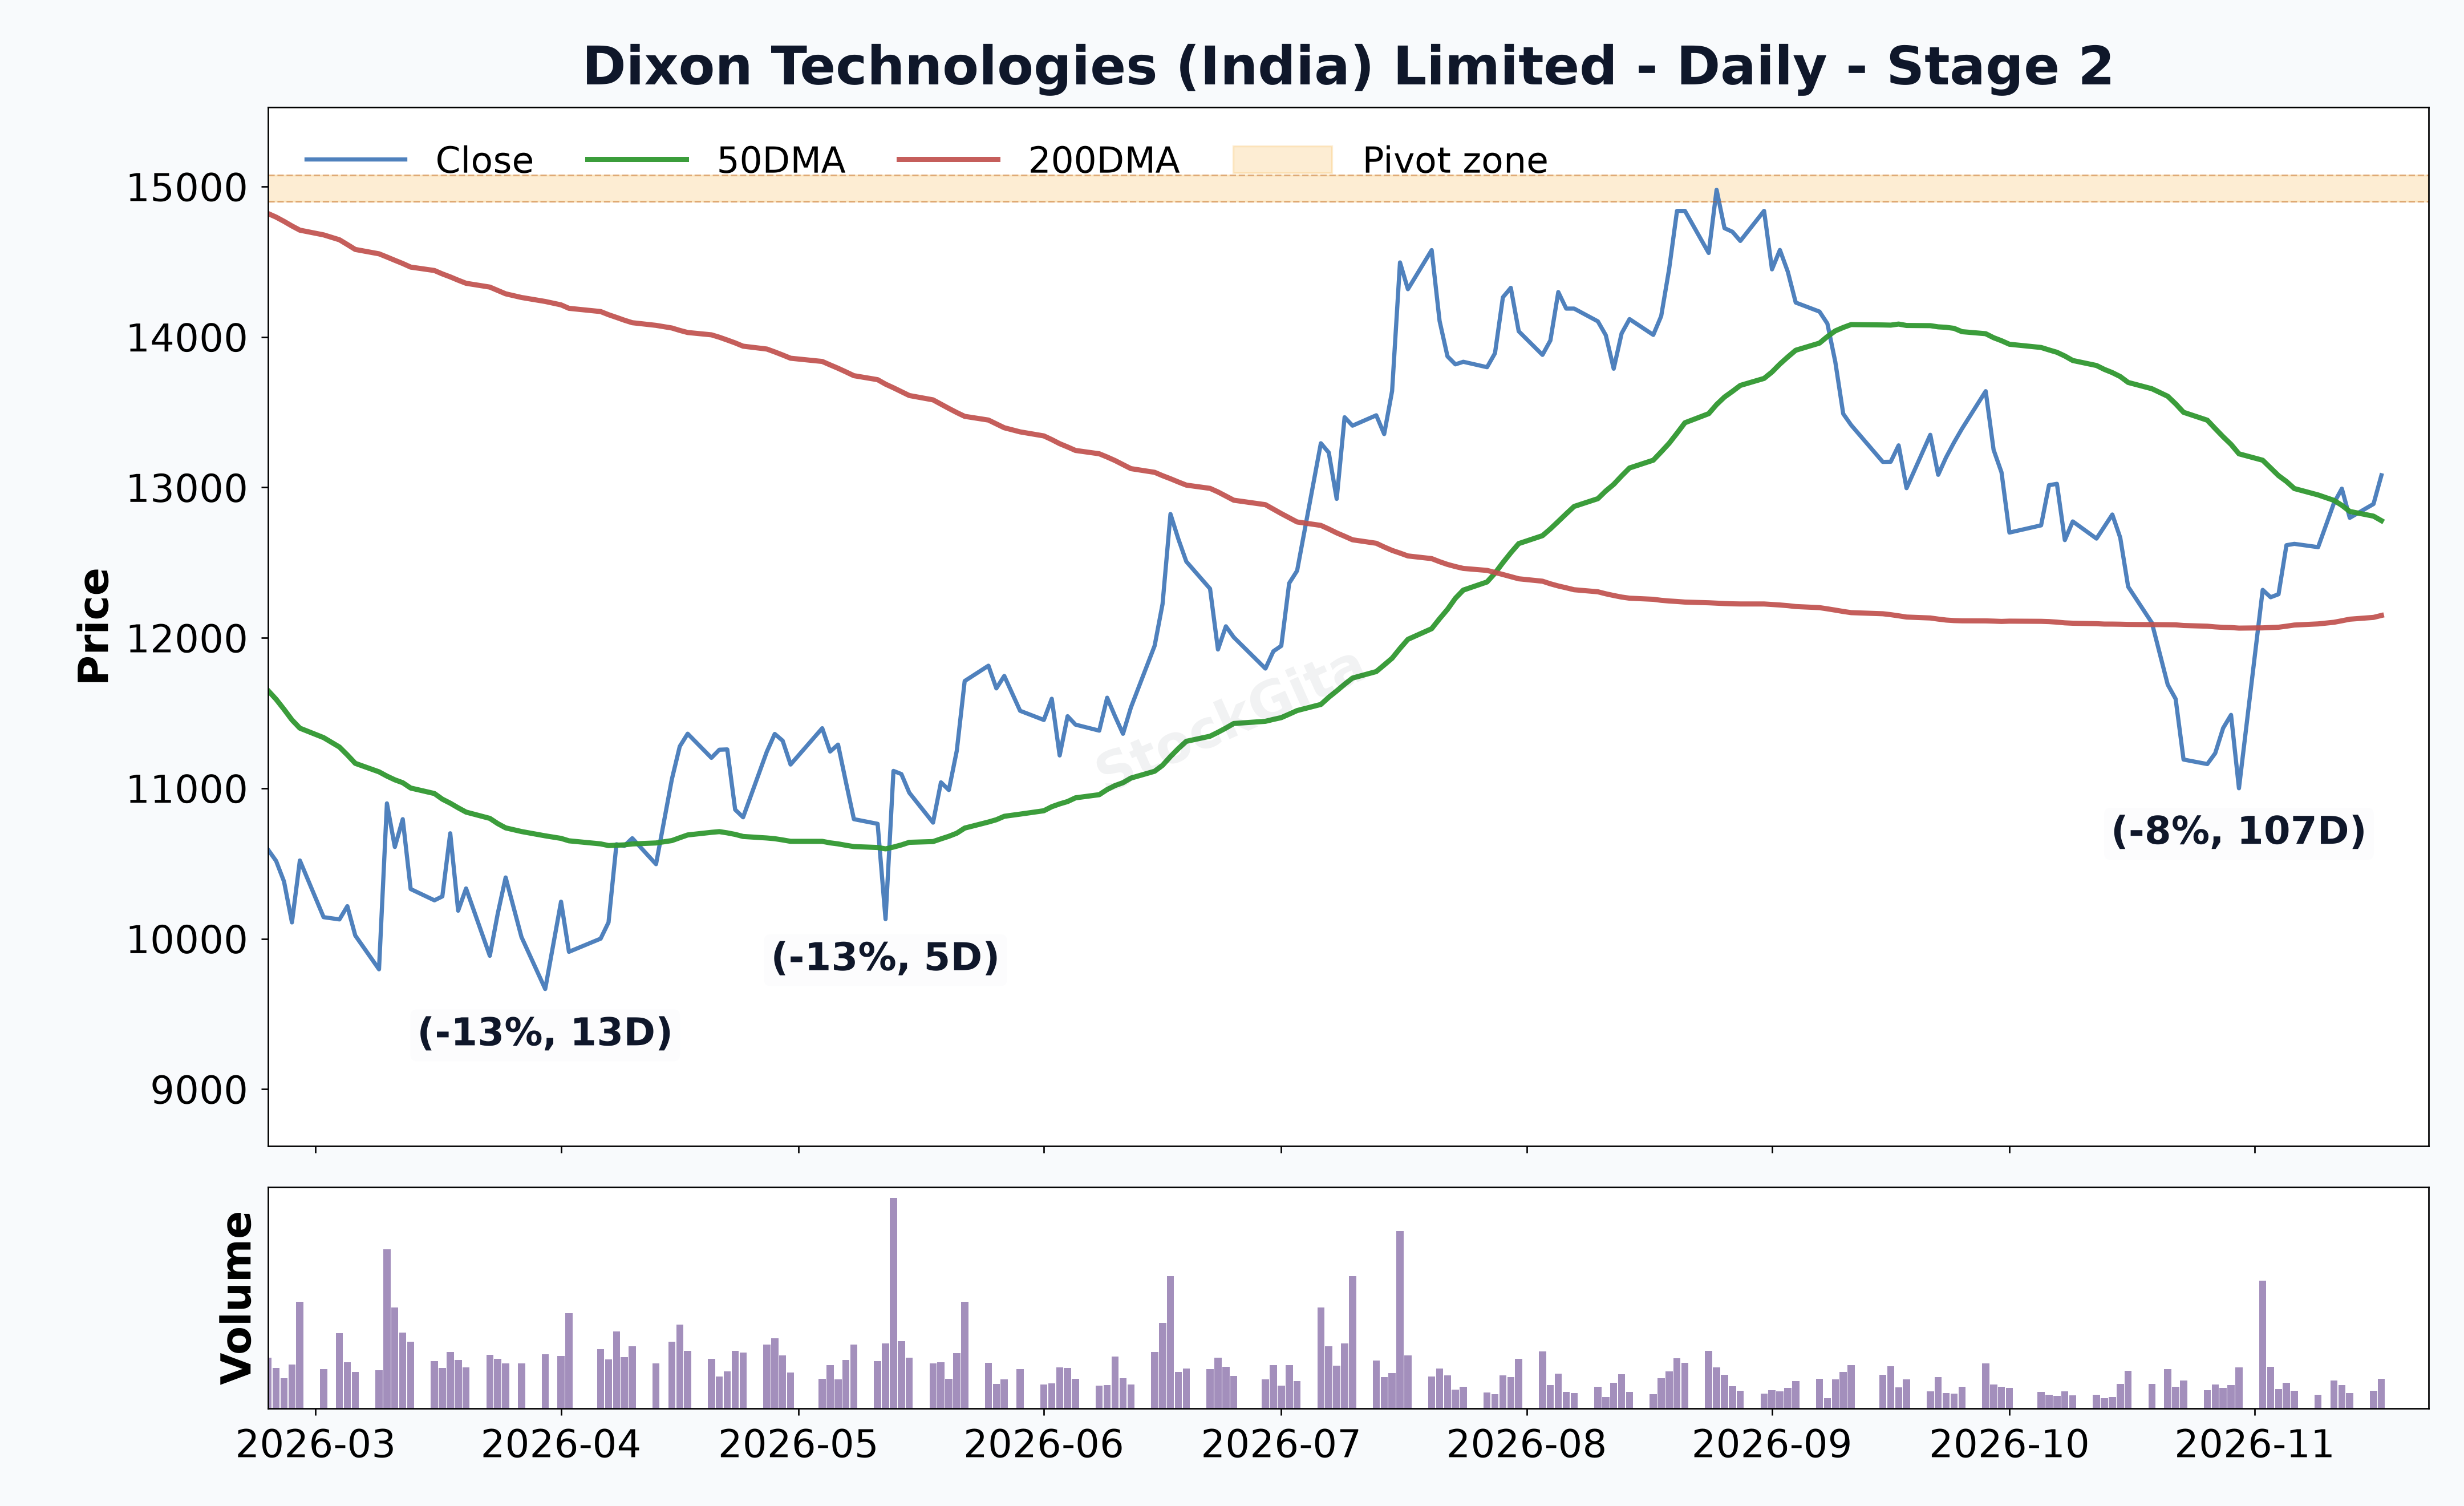 Dixon Technologies (India) Limited - Daily - Stage 2
Close 50DMA 200DMA Pivot zone
15000
14000
13000
12000
11000
10000
9000
Price
StockGita
(-8%, 107D)
(-13%, 5D)
(-13%, 13D)
Volume
2026-03 2026-04 2026-05 2026-06 2026-07 2026-08 2026-09 2026-10 2026-11